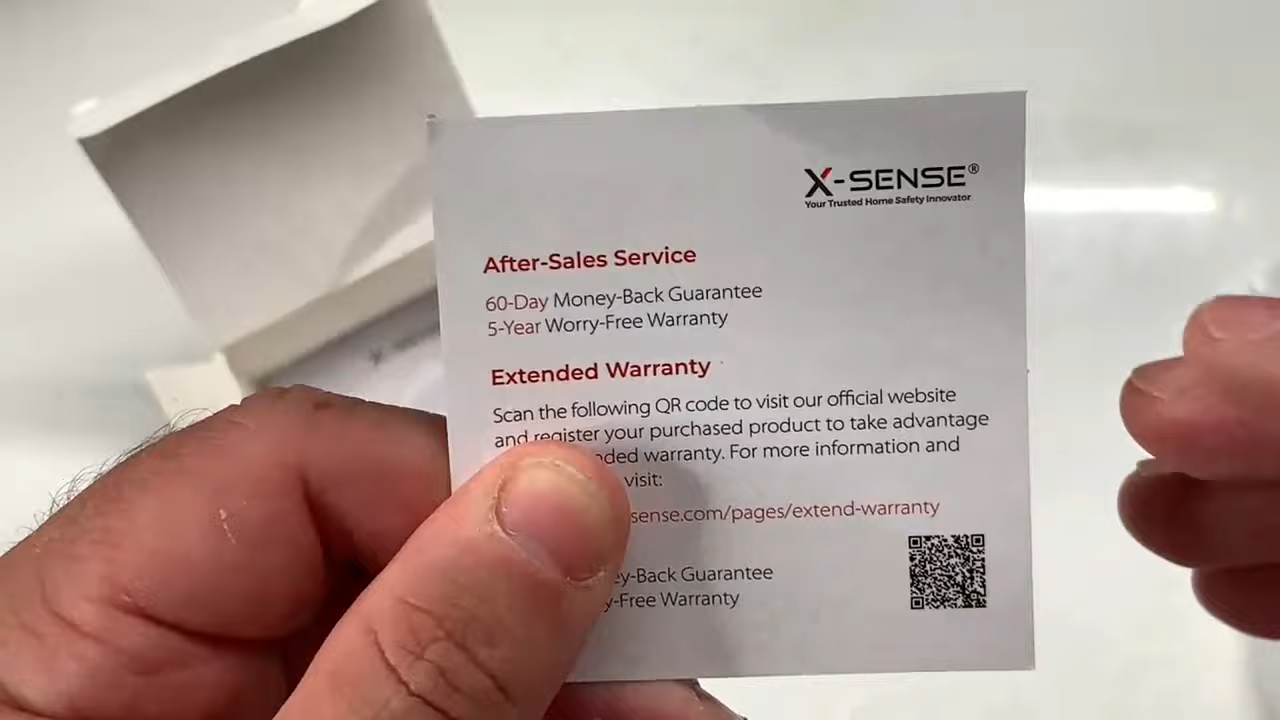 X-SENSE®
Your Trusted Home Safety Innovator
After-Sales Service
60-Day Money-Back Guarantee
5-Year Worry-Free Warranty
Extended Warranty
Scan the following QR code to visit our official website
and register your purchased product to take advantage
warranty. For more information and
visit:
sense.com/pages/extend-warranty
Back Guarantee
Free Warranty